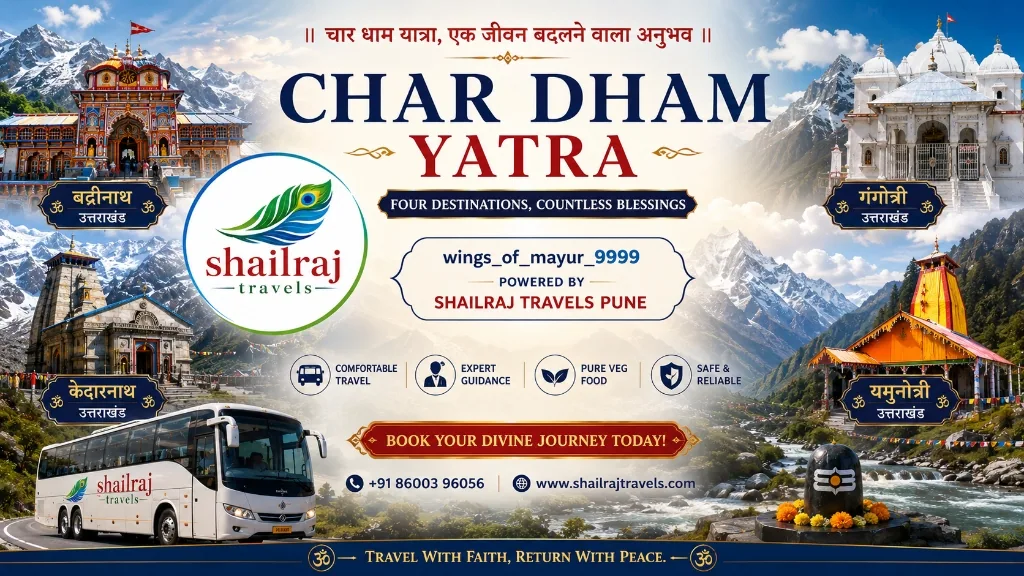 ॥ चार धाम यात्रा, एक जीवन बदलने वाला अनुभव ॥
CHAR DHAM
YATRA
FOUR DESTINATIONS, COUNTLESS BLESSINGS
बद्रीनाथ
उत्तराखंड
गंगोत्री
उत्तराखंड
shailraj
travels
wings_of_mayur_9999
POWERED BY
SHAILRAJ TRAVELS PUNE
केदारनाथ
उत्तराखंड
यमुनोत्री
उत्तराखंड
COMFORTABLE
TRAVEL
EXPERT
GUIDANCE
PURE VEG
FOOD
SAFE &
RELIABLE
BOOK YOUR DIVINE JOURNEY TODAY!
+91 86003 96056
www.shailrajtravels.com
shailraj
travels
ॐ TRAVEL WITH FAITH, RETURN WITH PEACE. ॐ